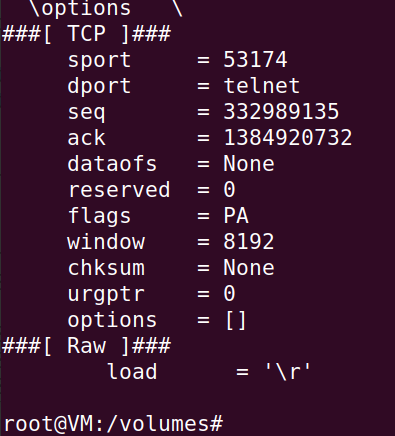 \options \
###[ TCP ]###
sport = 53174
dport = telnet
seq = 332989135
ack = 1384920732
dataofs = None
reserved = 0
flags = PA
window = 8192
chksum = None
urgptr = 0
options = []
###[ Raw ]###
load = '\r'
root@VM:/volumes#